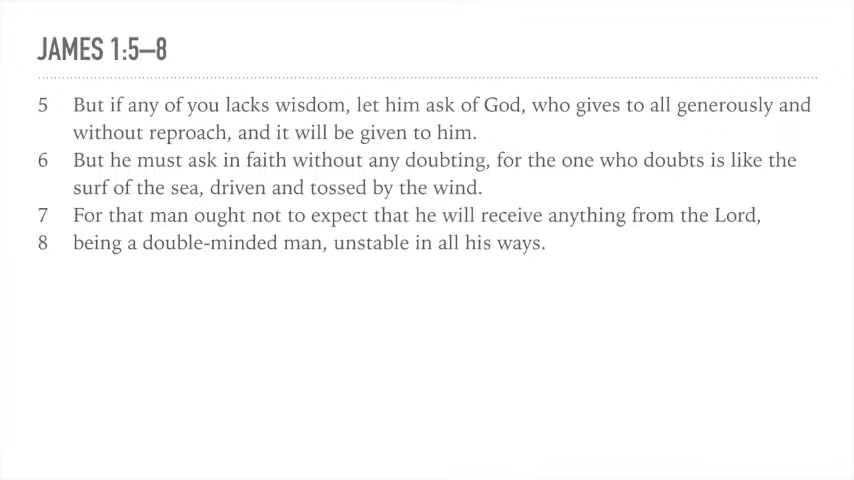 JAMES 1:5–8
5 But if any of you lacks wisdom, let him ask of God, who gives to all generously and
without reproach, and it will be given to him.
6 But he must ask in faith without any doubting, for the one who doubts is like the
surf of the sea, driven and tossed by the wind.
7 For that man ought not to expect that he will receive anything from the Lord,
8 being a double-minded man, unstable in all his ways.